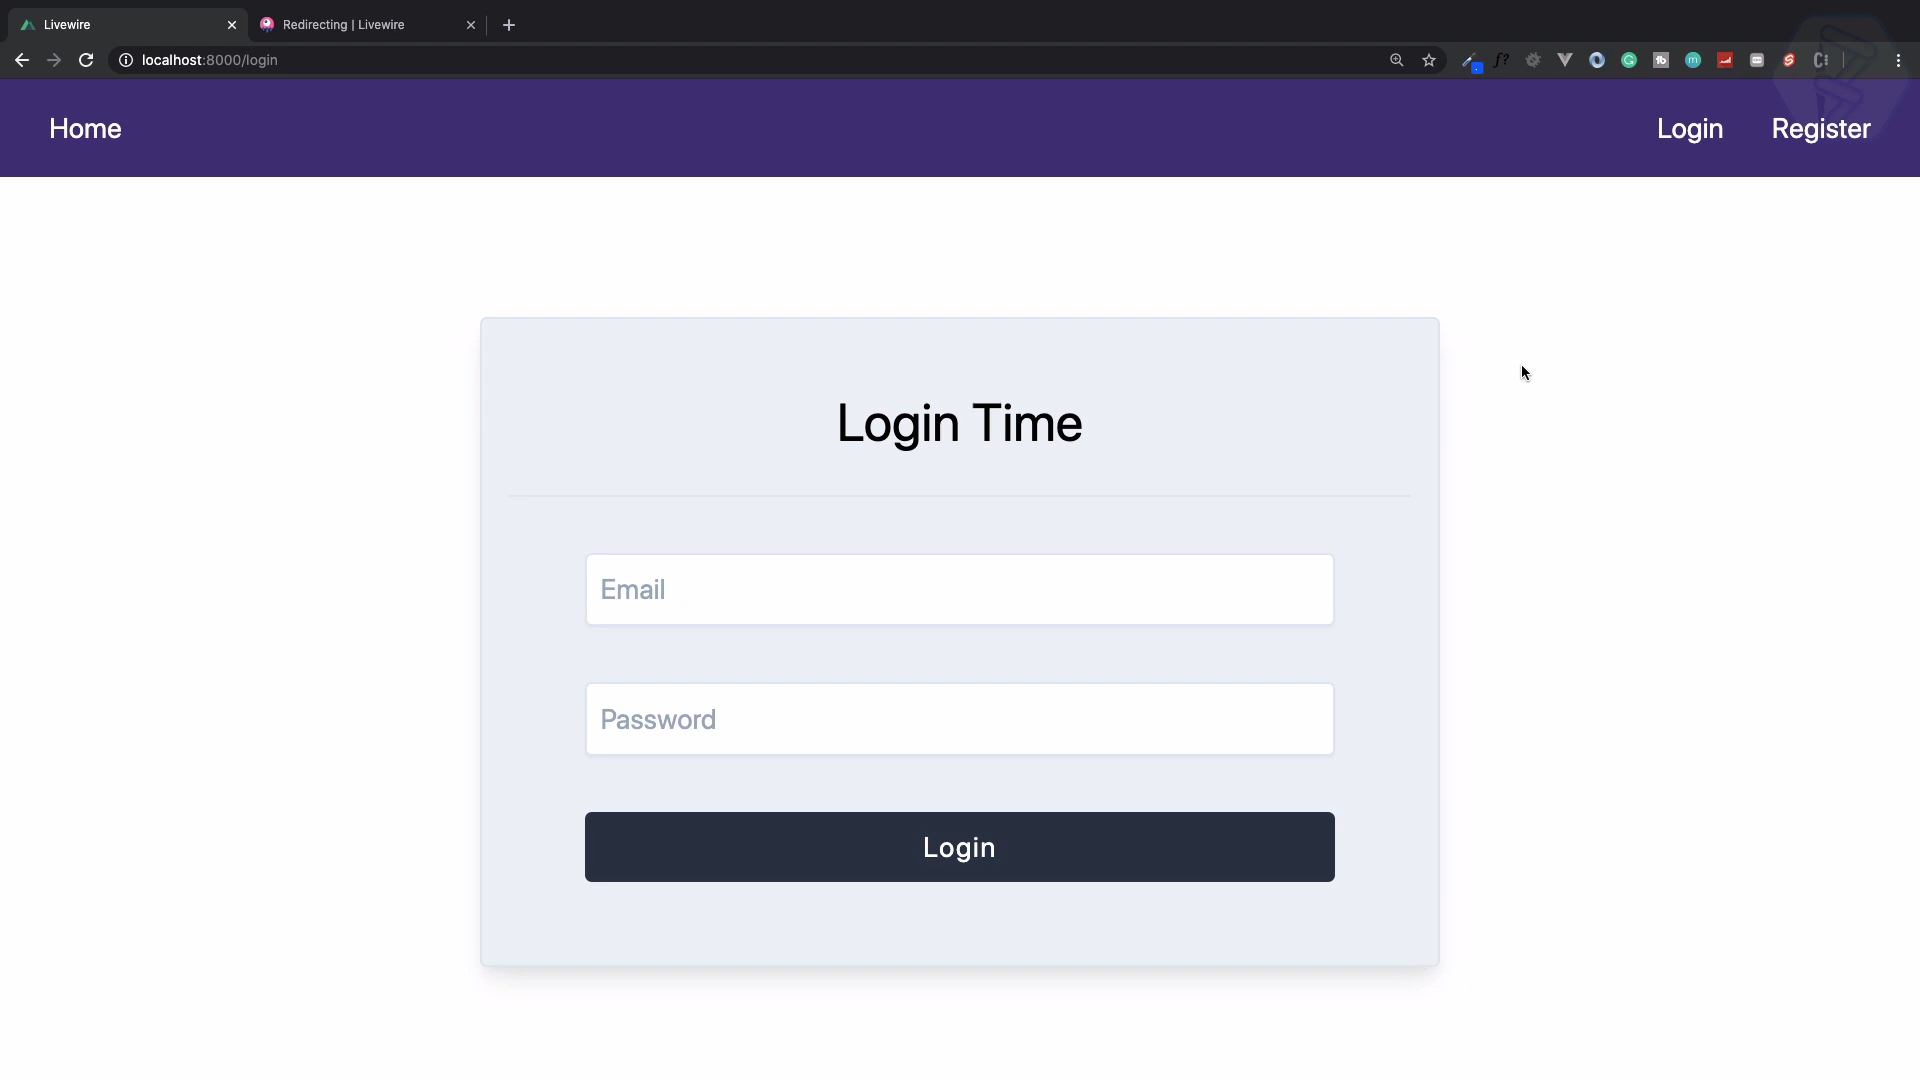 Livewire
Redirecting | Livewire
localhost:8000/login
Home
Login
Register
Login Time
Email
Password
Login